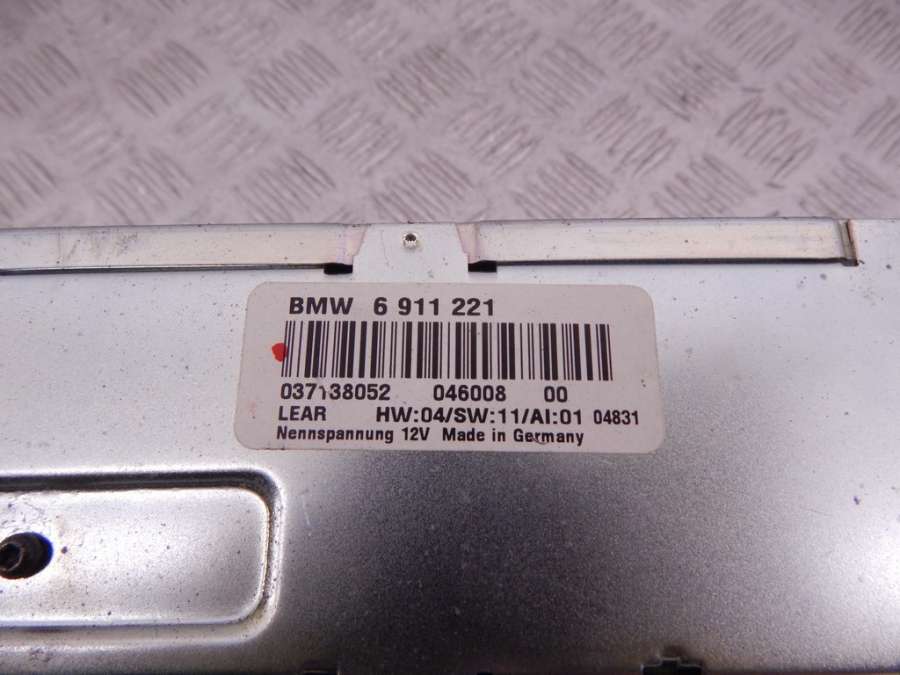 BMW 6 911 221
037138052 046008 00
LEAR HW:04/SW:11/AI:01 04831
Nennspannung 12V Made in Germany